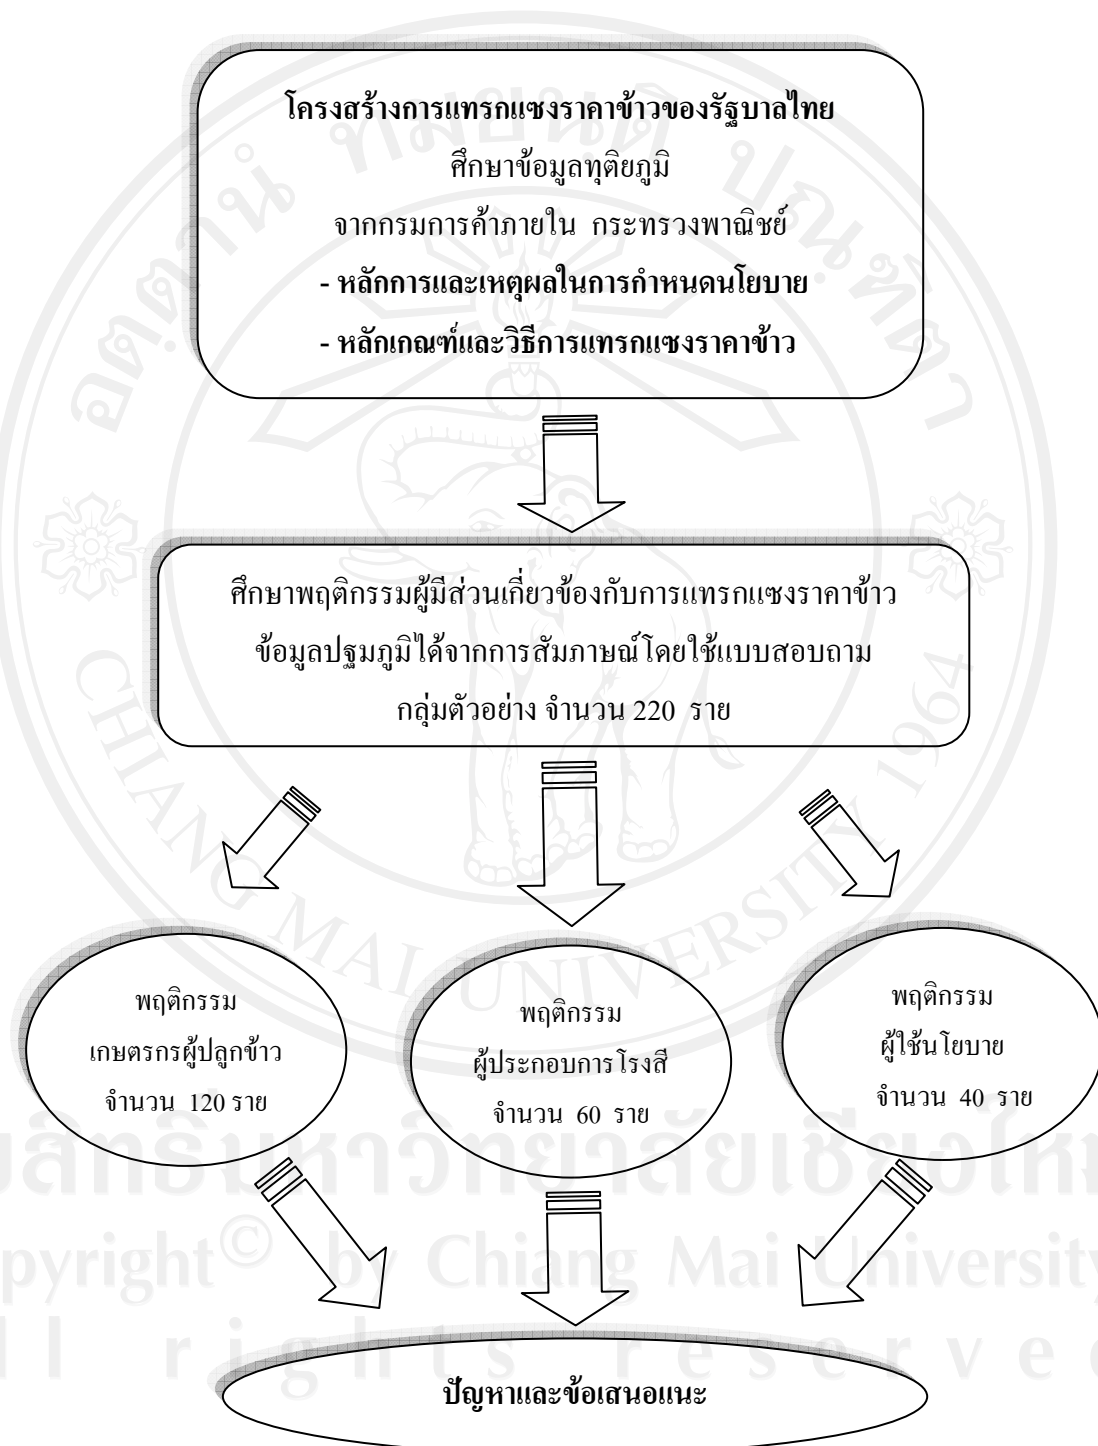 โครงสร้างการแทรกแซงราคาข้าวของรัฐบาลไทย
ศึกษาข้อมูลทุติยภูมิ
จากกรมการค้าภายใน กระทรวงพาณิชย์
- หลักการและเหตุผลในการกำหนดนโยบาย
- หลักเกณฑ์และวิธีการแทรกแซงราคาข้าว
ศึกษาพฤติกรรมผู้มีส่วนเกี่ยวข้องกับการแทรกแซงราคาข้าว
ข้อมูลปฐมภูมิได้จากการสัมภาษณ์โดยใช้แบบสอบถาม
กลุ่มตัวอย่าง จำนวน 220 ราย
พฤติกรรม
เกษตรกรผู้ปลูกข้าว
จำนวน 120 ราย
พฤติกรรม
ผู้ประกอบการโรงสี
จำนวน 60 ราย
พฤติกรรม
ผู้ใช้นโยบาย
จำนวน 40 ราย
ปัญหาและข้อเสนอแนะ
CHIANG MAI UNIVERSITY 1964
มหาวิทยาลัยเชียงใหม
© by Chiang Mai University
rights